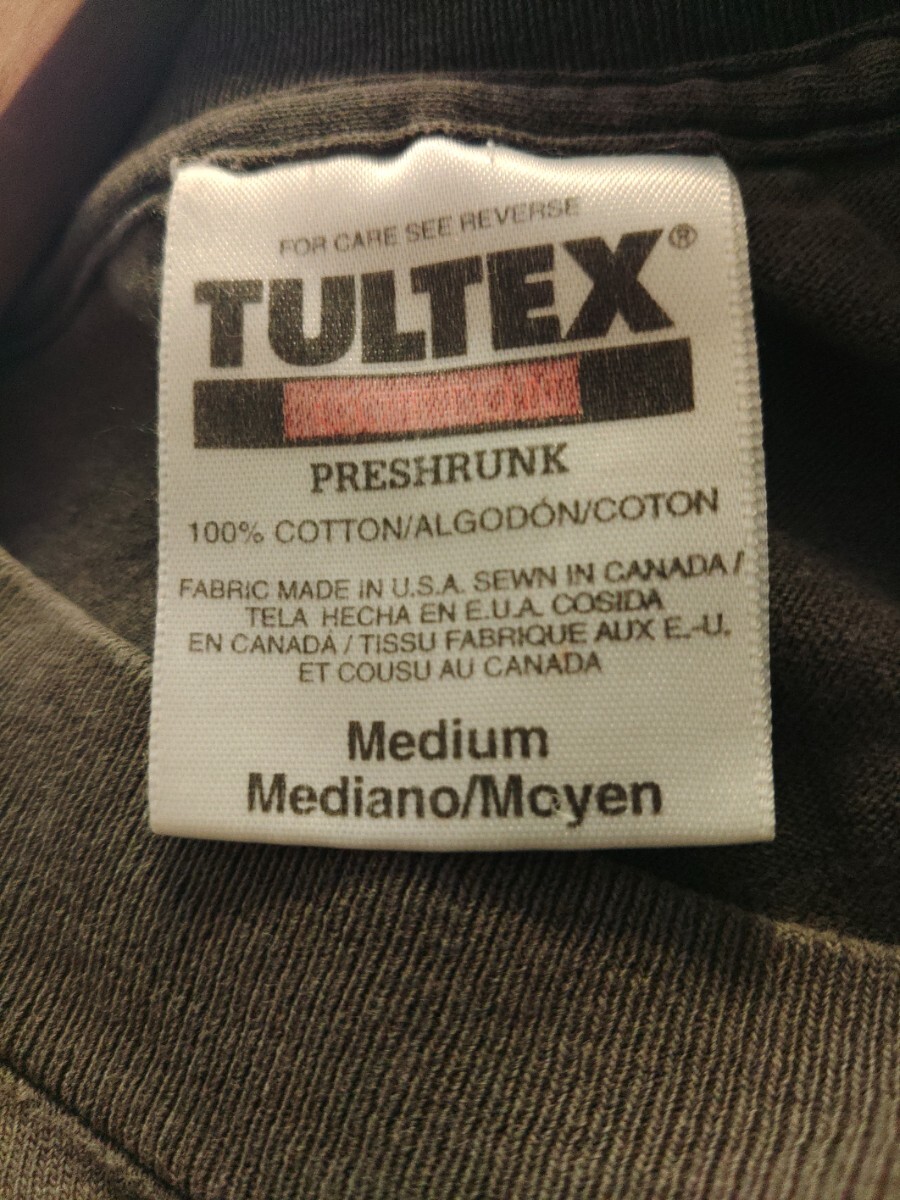 FOR CARE SEE REVERSE
TULTEX®
PRESHRUNK
100% COTTON/ALGODÓN/COTON
FABRIC MADE IN U.S.A. SEWN IN CANADA /
TELA HECHA EN E.U.A. COSIDA
EN CANADÁ / TISSU FABRIQUE AUX E.-U.
ET COUSU AU CANADA
Medium
Mediano/Moyen